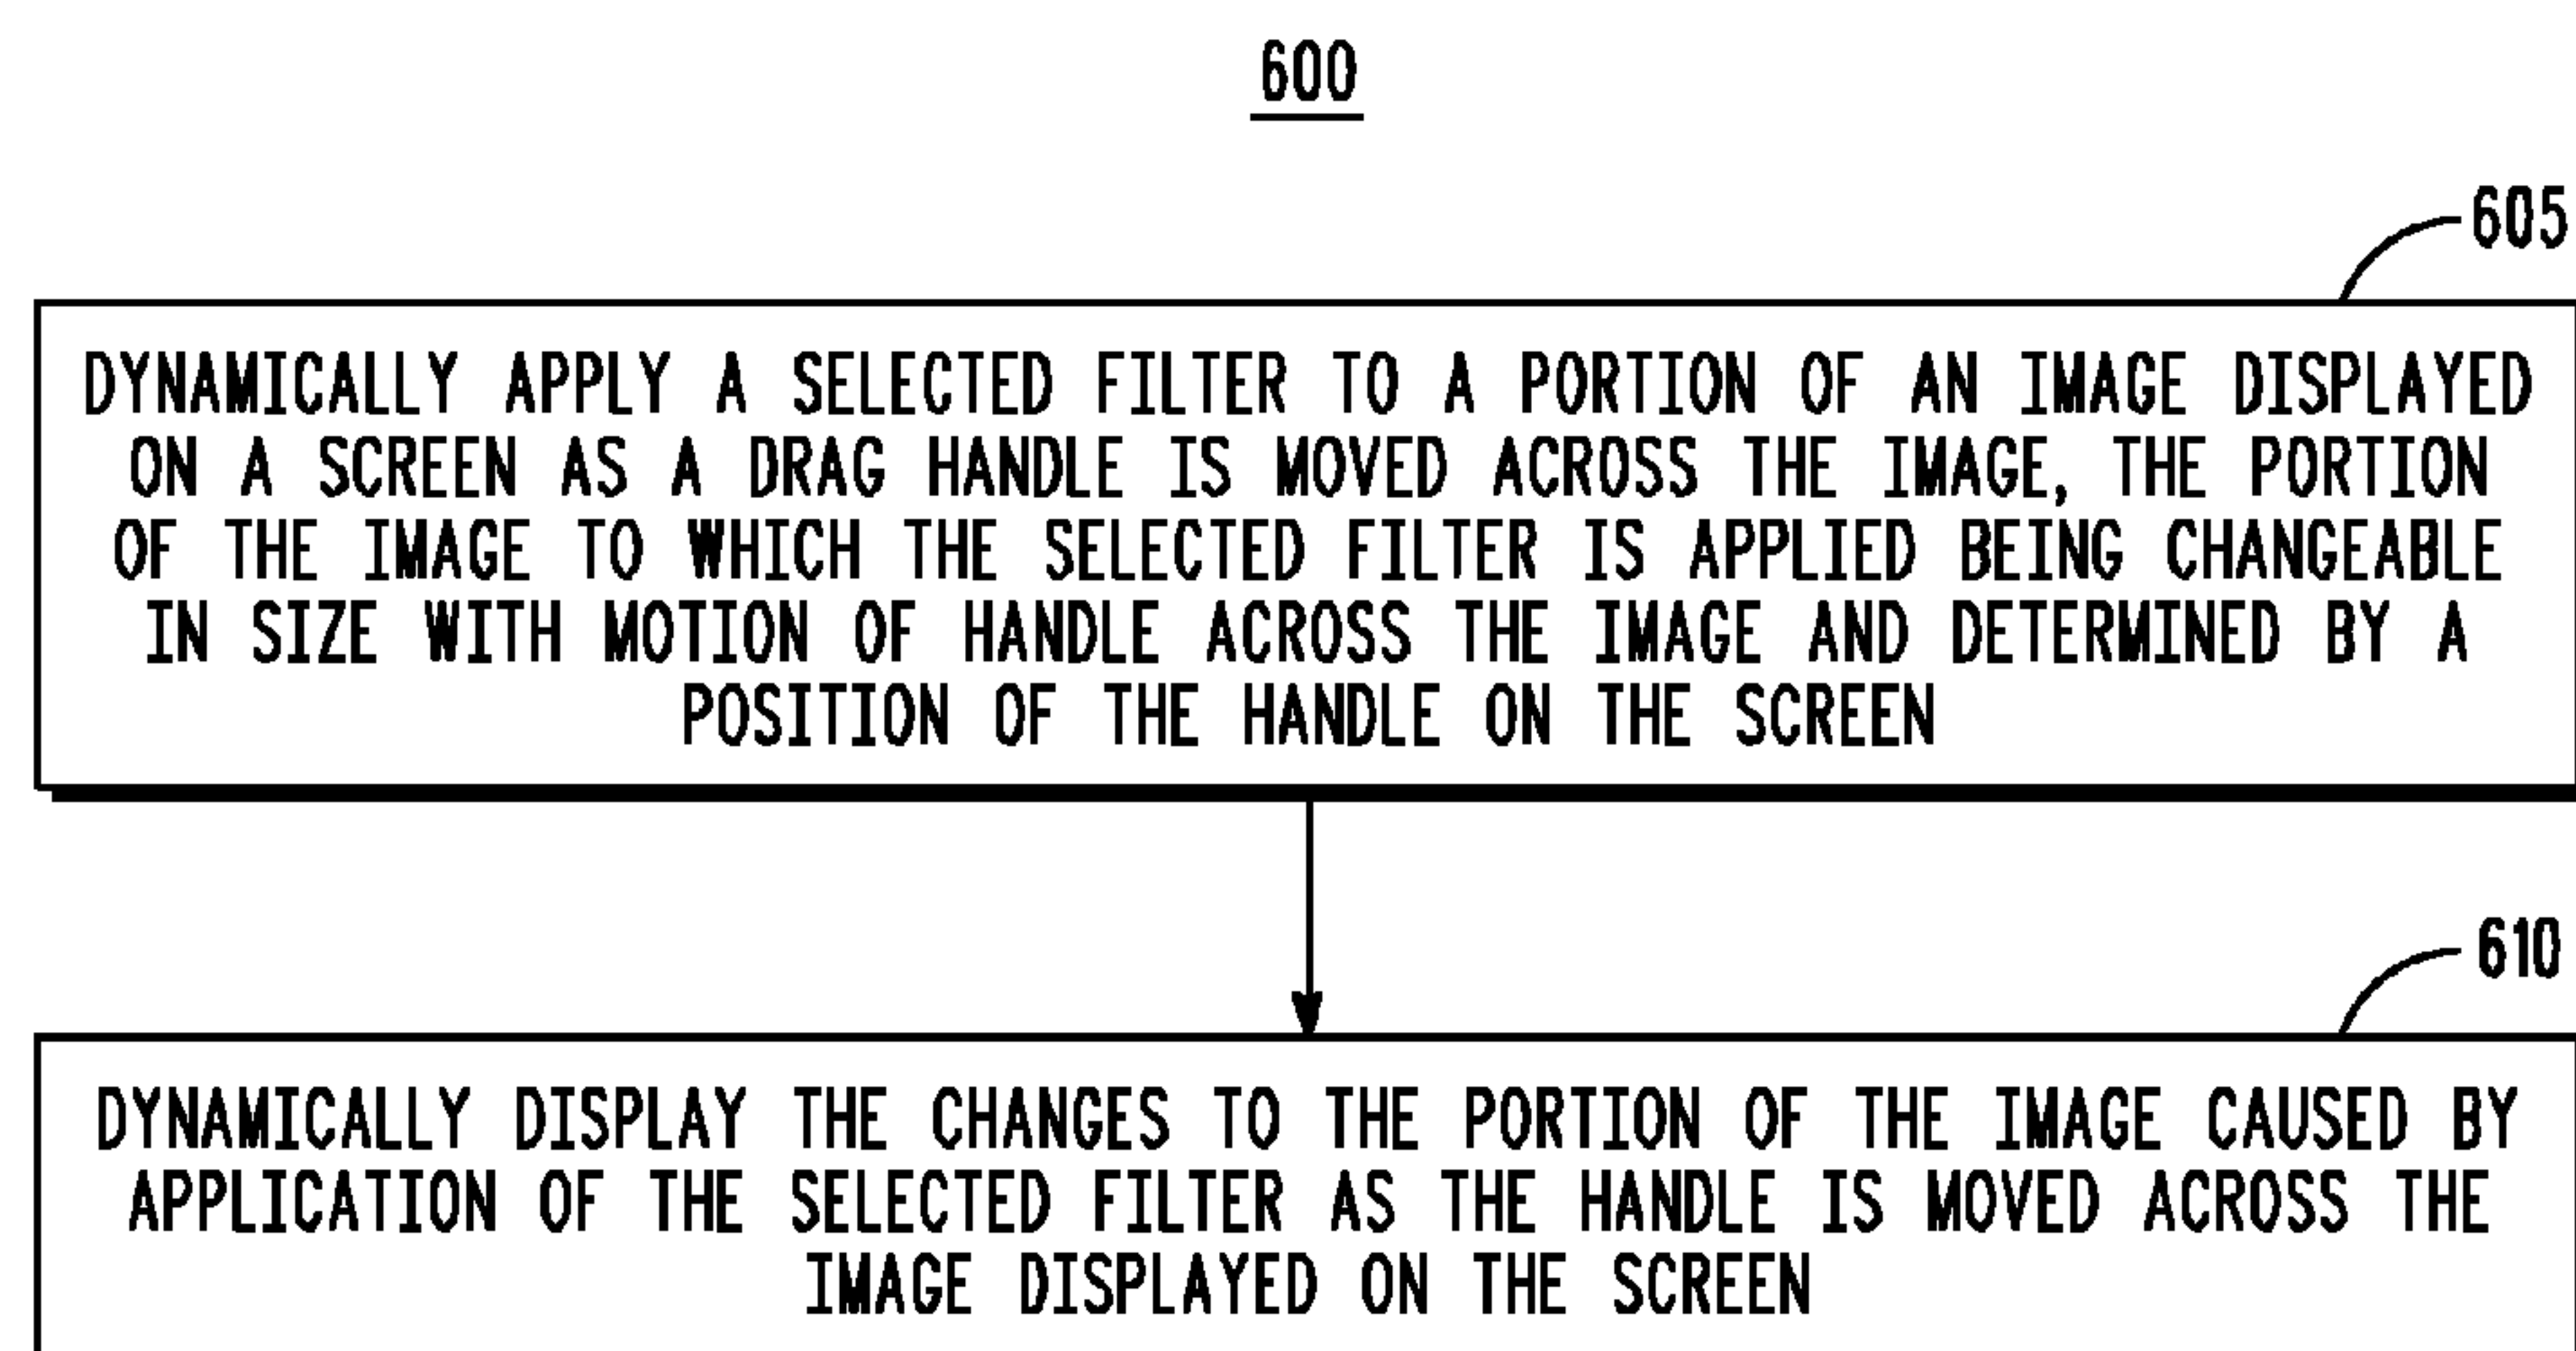 600
605
DYNAMICALLY APPLY A SELECTED FILTER TO A PORTION OF AN IMAGE DISPLAYED
ON A SCREEN AS A DRAG HANDLE IS MOVED ACROSS THE IMAGE, THE PORTION
OF THE IMAGE TO WHICH THE SELECTED FILTER IS APPLIED BEING CHANGEABLE
IN SIZE WITH MOTION OF HANDLE ACROSS THE IMAGE AND DETERMINED BY A
POSITION OF THE HANDLE ON THE SCREEN
610
DYNAMICALLY DISPLAY THE CHANGES TO THE PORTION OF THE IMAGE CAUSED BY
APPLICATION OF THE SELECTED FILTER AS THE HANDLE IS MOVED ACROSS THE
IMAGE DISPLAYED ON THE SCREEN